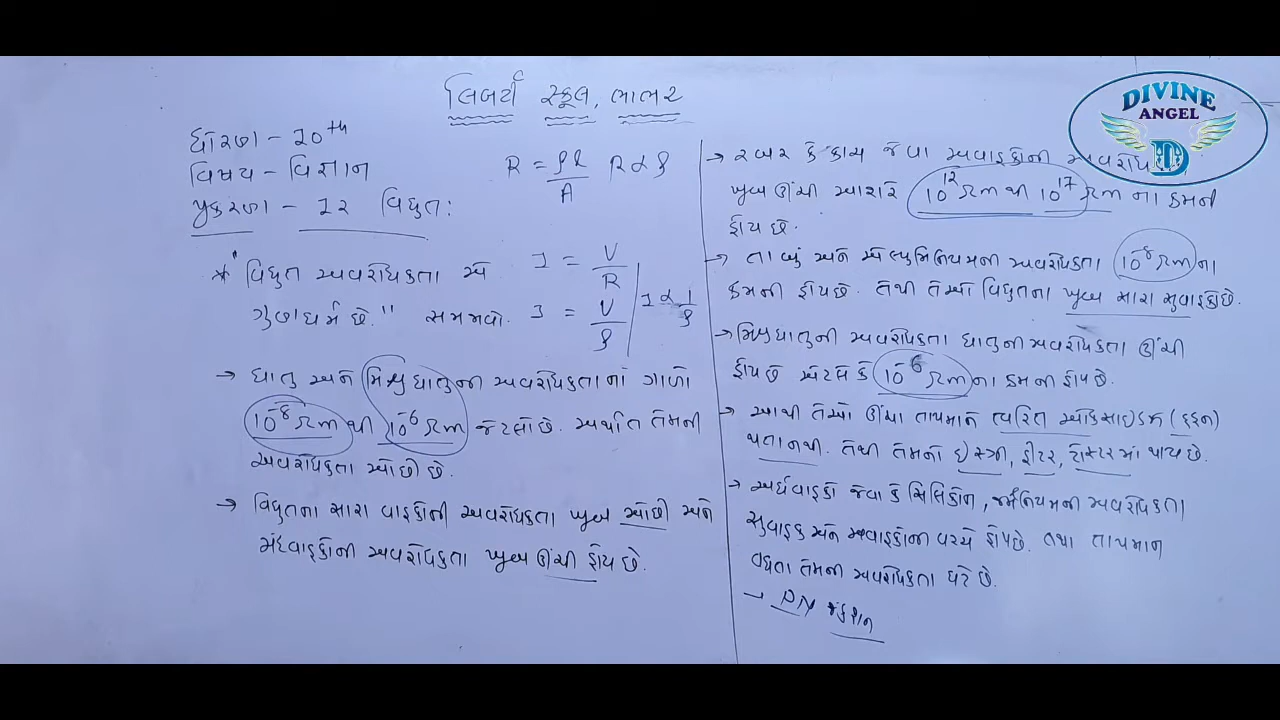 લિબર્ટી સ્કૂલ, લાલર
ધોરણ - 10th
વિષય - વિજ્ઞાન
પ્રકરણ - 12 વિદ્યુત:
R = ρl/A R α ρ
* "વિદ્યુત અવરોધકતા એ
ગુણધર્મ છે." સમજાવો.
I = V/R
I = V/ρ I α 1/ρ
→ ધાતુ અને મિશ્રધાતુની અવરોધકતાનાં ગાળો
10⁻⁸ Ωm થી 10⁻⁶ Ωm જેટલો છે. અર્થાત તેમની
અવરોધકતા ઓછી છે.
→ વિદ્યુતના સારા વાહકોની અવરોધકતા ખૂબ ઓછી અને
મંદવાહકોની અવરોધકતા ખૂબ ઊંચી હોય છે.
→ રબર કે કાચ જેવા અવાહકોની
ખૂબ ઊંચી આશરે 10¹² Ωm થી 10¹⁷ Ωm ના ક્રમની
હોય છે.
→ તાંબુ અને એલ્યુમિનિયમની અવરોધકતા 10⁻⁸ Ωm ના
ક્રમની હોય છે. તેથી તેઓ વિદ્યુતના ખૂબ સારા સુવાહકો છે.
→ મિશ્રધાતુની અવરોધકતા ધાતુની અવરોધકતા ઊંચી
હોય છે એટલે કે 10⁻⁶ Ωm ના ક્રમની હોય છે.
→ આથી તેઓ ઊંચા તાપમાને ત્વરિત ઓક્સાઇડેશન (દહન)
થતા નથી. તેથી તેમનો ઇસ્ત્રી, હીટર, ટોસ્ટરમાં થાય છે.
→ અર્ધવાહકો જેવા કે સિલિકોન, જર્મેનિયમની અવરોધકતા
સુવાહક અને અવાહકોની વચ્ચે હોય છે. તથા તાપમાન
વધતા તેમની અવરોધકતા ઘટે છે.
→ PN જંક્શન
DIVINE
ANGEL
D